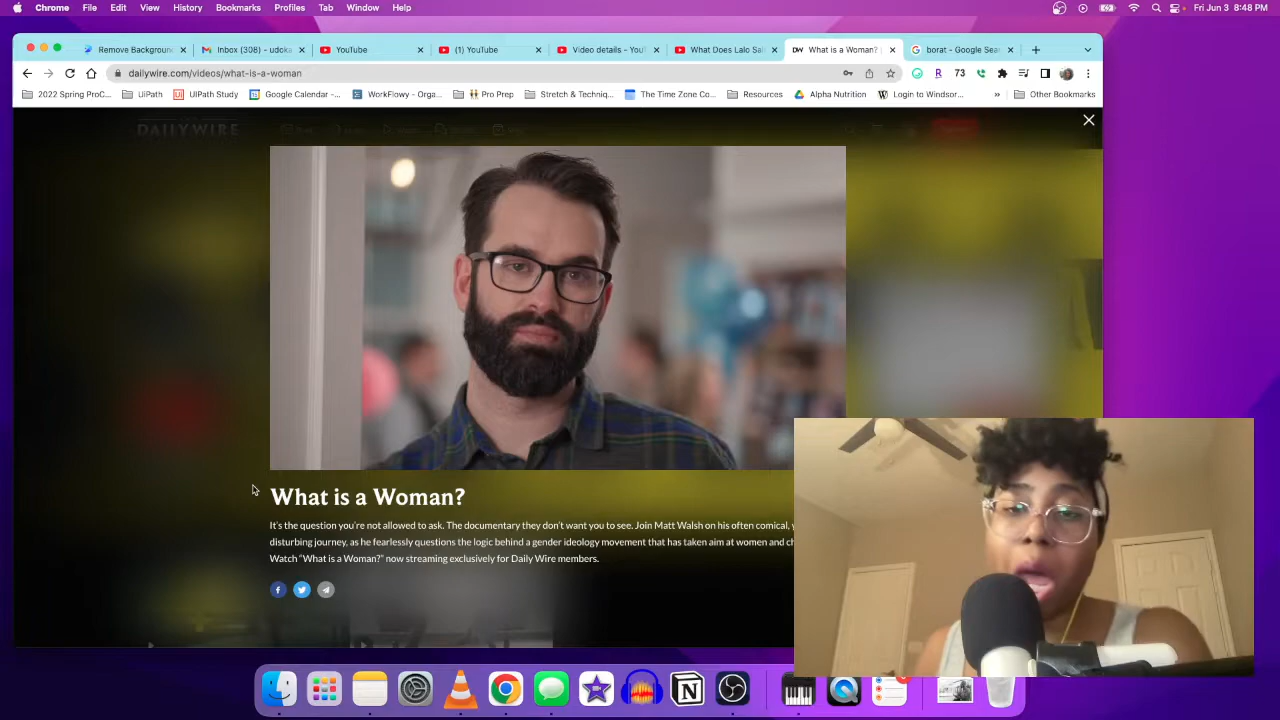 Chrome File Edit View History Bookmarks Profiles Tab Window Help Fri Jun 3 8:48 PM
Remove Backgroun Inbox (308) - udoka YouTube (1) YouTube Video details - YouT What Does Lalo Sal What is a Woman? borat - Google Sear
dailywire.com/videos/what-is-a-woman 73
2022 Spring ProC... UiPath UIPath Study Google Calendar -... WorkFlowy - Orga... Pro Prep Stretch & Techniq... The Time Zone Co... Resources Alpha Nutrition Login to Windsor... » Other Bookmarks
DAILYWIRE
What is a Woman?
It's the question you're not allowed to ask. The documentary they don't want you to see. Join Matt Walsh on his often comical,
disturbing journey, as he fearlessly questions the logic behind a gender ideology movement that has taken aim at women and
Watch "What is a Woman?" now streaming exclusively for Daily Wire members.